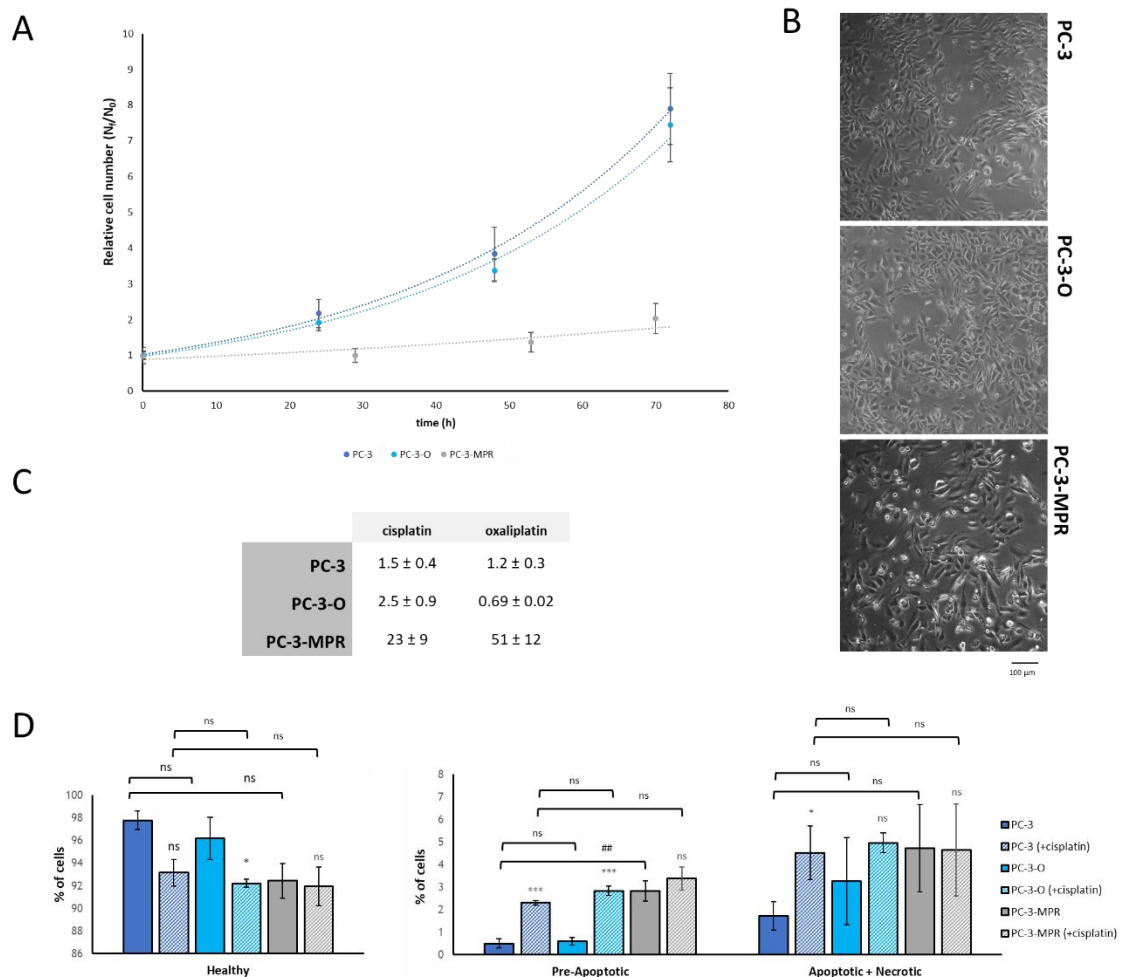 A
10
9
8
7
6
5
4
3
2
1
0
Relative cell number (Nf/N0)
0 10 20 30 40 50 60 70 80
time (h)
PC-3 PC-3-O PC-3-MPR
B
PC-3
PC-3-O
PC-3-MPR
100 µm
C
cisplatin oxaliplatin
PC-3 1.5 ± 0.4 1.2 ± 0.3
PC-3-O 2.5 ± 0.9 0.69 ± 0.02
PC-3-MPR 23 ± 9 51 ± 12
D
ns
ns
ns
ns
100
98
96
94
92
90
88
86
% of cells
ns
*
ns
Healthy
ns
ns
ns
##
8
7
6
5
4
3
2
1
0
% of cells
***
***
ns
Pre-Apoptotic
ns
ns
ns
ns
*
ns
ns
Apoptotic + Necrotic
PC-3
PC-3 (+cisplatin)
PC-3-O
PC-3-O (+cisplatin)
PC-3-MPR
PC-3-MPR (+cisplatin)